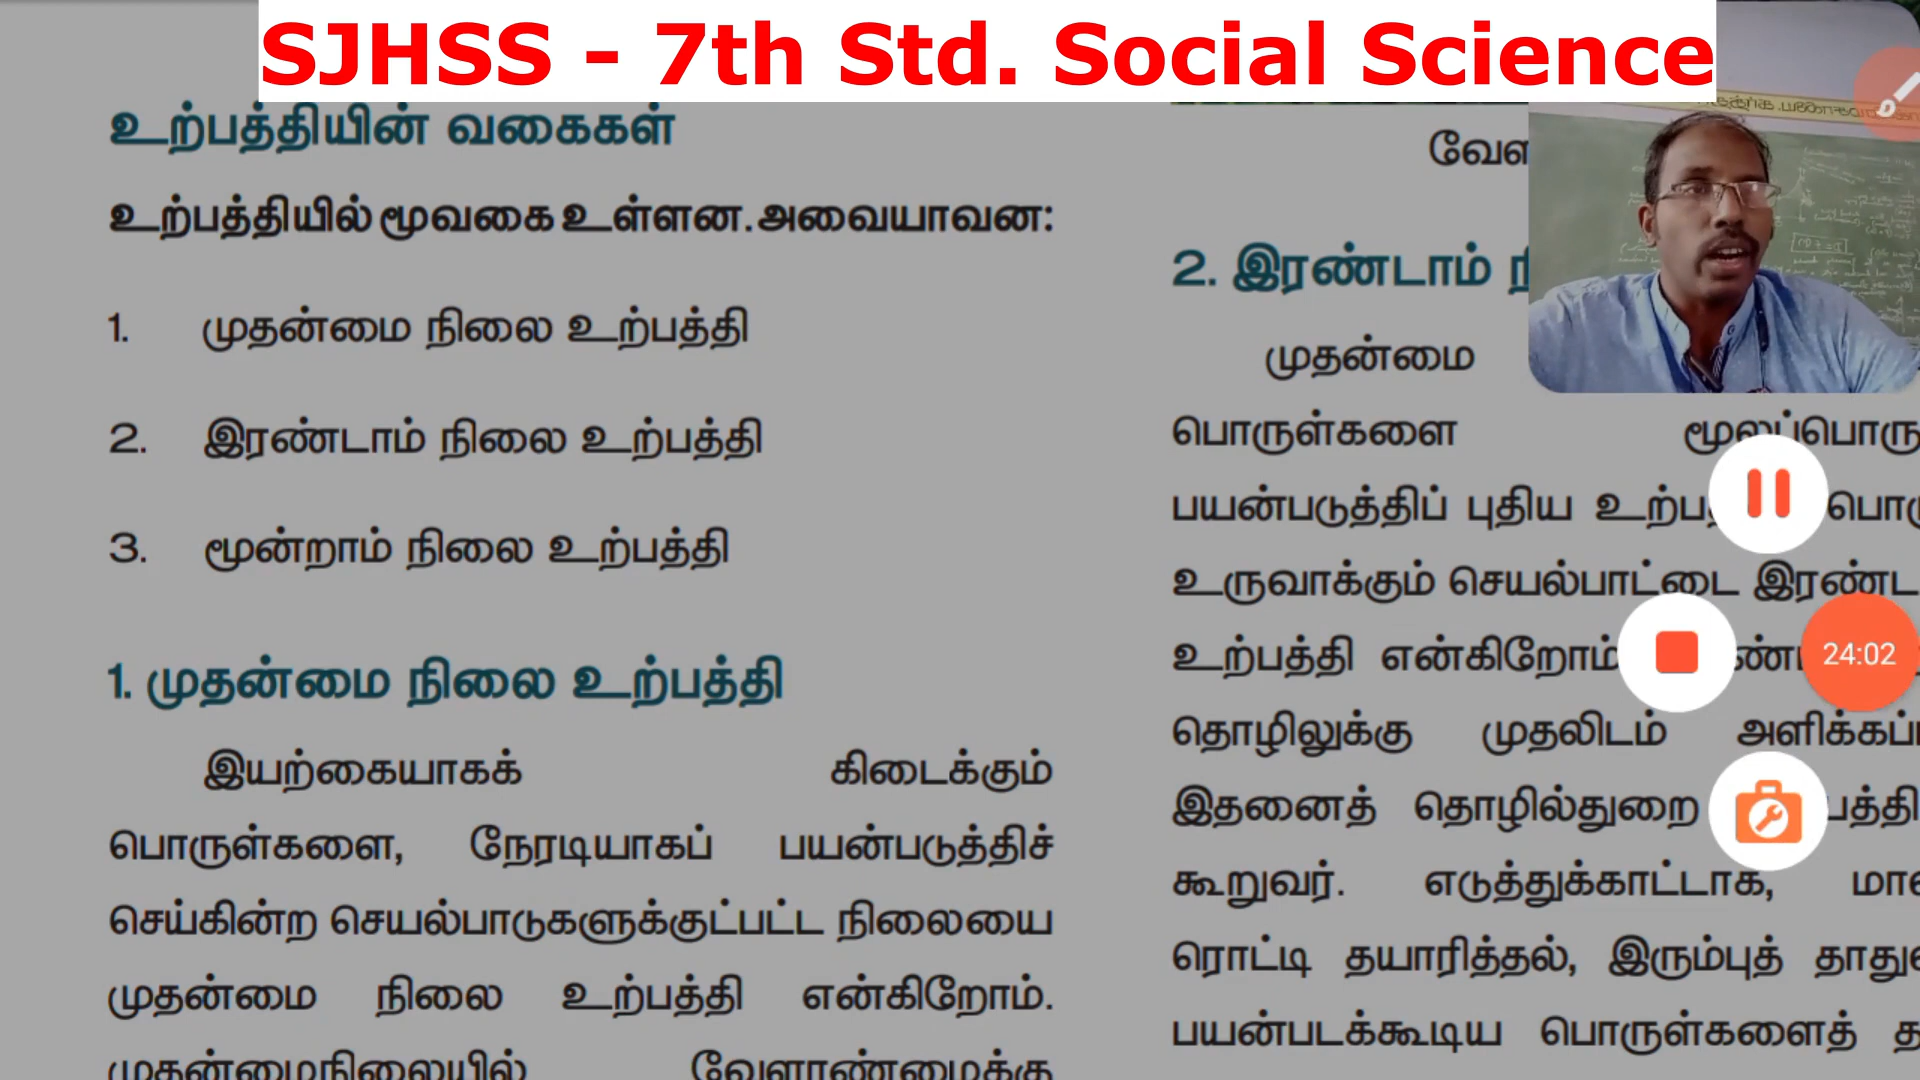 SJHSS - 7th Std. Social Science
உற்பத்தியின் வகைகள்
உற்பத்தியில் மூவகை உள்ளன. அவையாவன:
1. முதன்மை நிலை உற்பத்தி
2. இரண்டாம் நிலை உற்பத்தி
3. மூன்றாம் நிலை உற்பத்தி
1. முதன்மை நிலை உற்பத்தி
இயற்கையாகக் கிடைக்கும்
பொருள்களை, நேரடியாகப் பயன்படுத்திச்
செய்கின்ற செயல்பாடுகளுக்குட்பட்ட நிலையை
முதன்மை நிலை உற்பத்தி என்கிறோம்.
முதன்மைநிலையில் வேளாண்மைக்கு
2. இரண்டாம்
முதன்மை
பொருள்களை
பயன்படுத்திப் புதிய
உருவாக்கும் செயல்பாட்டை
உற்பத்தி என்கிறோம்
தொழிலுக்கு முதலிடம்
இதனைத் தொழில்துறை
கூறுவர். எடுத்துக்காட்டாக,
ரொட்டி தயாரித்தல், இரும்புத்
பயன்படக்கூடிய பொருள்களைத்
24:02